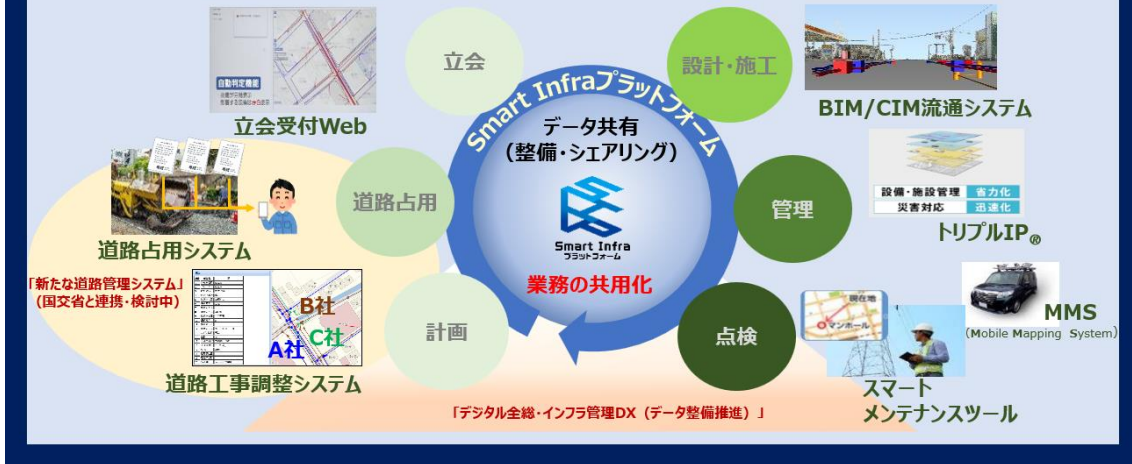 立会
設計・施工
Smart Infraプラットフォーム
自動判定機能
立会受付Web
データ共有
(整備・シェアリング)
BIM/CIM流通システム
道路占用
管理
設備・施設管理 省力化
災害対応 迅速化
トリプルIP®
道路占用システム
Smart Infra
プラットフォーム
業務の共用化
「新たな道路管理システム」
(国交省と連携・検討中)
B社
C社
A社
計画
点検
現在地
マンホール
MMS
(Mobile Mapping System)
道路工事調整システム
スマート
メンテナンスツール
「デジタル全総・インフラ管理DX(データ整備推進)」